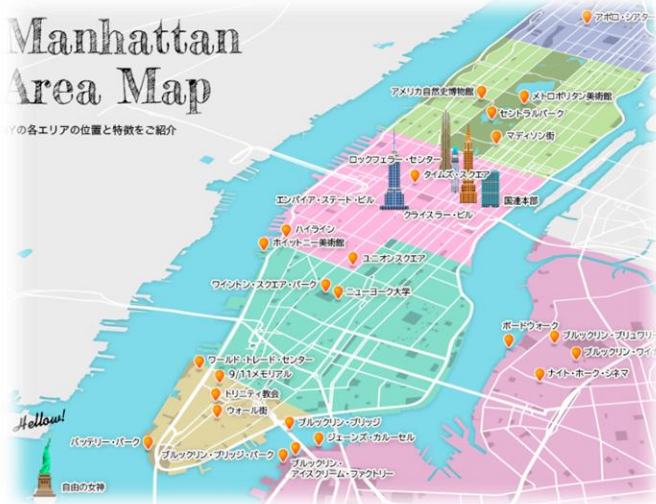 Manhattan
Area Map
NYの各エリアの位置と特徴をご紹介
アポロ・シアター
アメリカ自然史博物館
メトロポリタン美術館
セントラルパーク
マディソン街
ロックフェラー・センター
タイムズ・スクエア
エンパイア・ステート・ビル
国連本部
クライスラー・ビル
ハイライン
ホイットニー美術館
ユニオンスクエア
ワイントン・スクエア・パーク
ニューヨーク大学
ボードウォーク
ブルックリン・ブリュワリー
ブルックリン・ワイ
ナイト・ホーク・シネマ
ワールド・トレード・センター
9/11メモリアル
トリニティ教会
ウォール街
Hellow!
バッテリー・パーク
ブルックリン・ブリッジ
ジェーンズ・カルーセル
ブルックリン・ブリッジ・パーク
ブルックリン・
アイスクリーム・ファクトリー
自由の女神